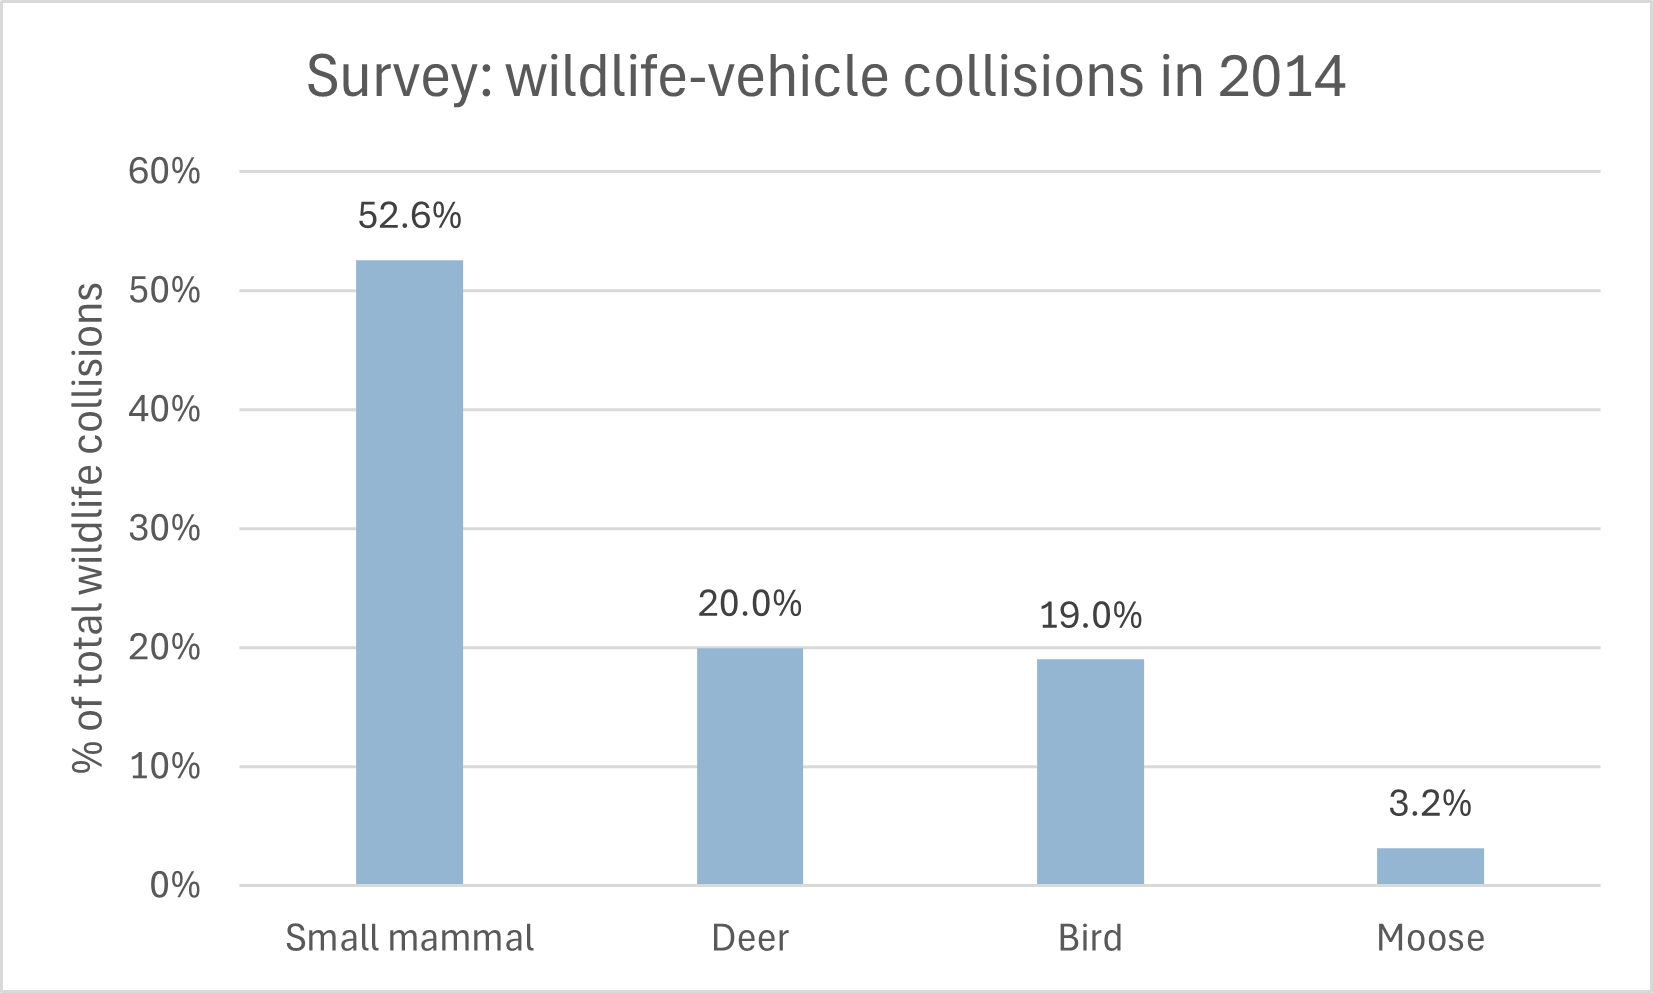 Survey: wildlife-vehicle collisions in 2014
% of total wildlife collisions
60%
50%
40%
30%
20%
10%
0%
52.6%
20.0%
19.0%
3.2%
Small mammal
Deer
Bird
Moose